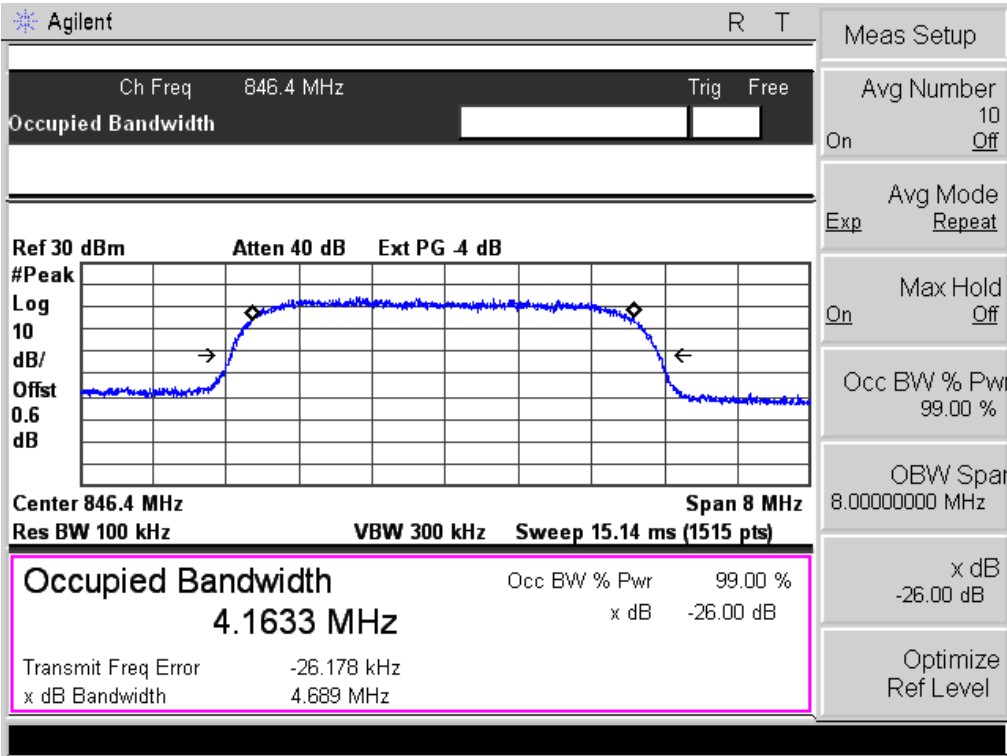 Agilent R T
Ch Freq 846.4 MHz Trig Free
Occupied Bandwidth
Ref 30 dBm Atten 40 dB Ext PG -4 dB
#Peak
Log
10
dB/
Offst
0.6
dB
Center 846.4 MHz Span 8 MHz
Res BW 100 kHz VBW 300 kHz Sweep 15.14 ms (1515 pts)
Occupied Bandwidth
4.1633 MHz
Occ BW % Pwr 99.00 %
x dB -26.00 dB
Transmit Freq Error -26.178 kHz
x dB Bandwidth 4.689 MHz
Meas Setup
Avg Number
10
On Off
Avg Mode
Exp Repeat
Max Hold
On Off
Occ BW % Pwr
99.00 %
OBW Span
8.00000000 MHz
x dB
-26.00 dB
Optimize
Ref Level